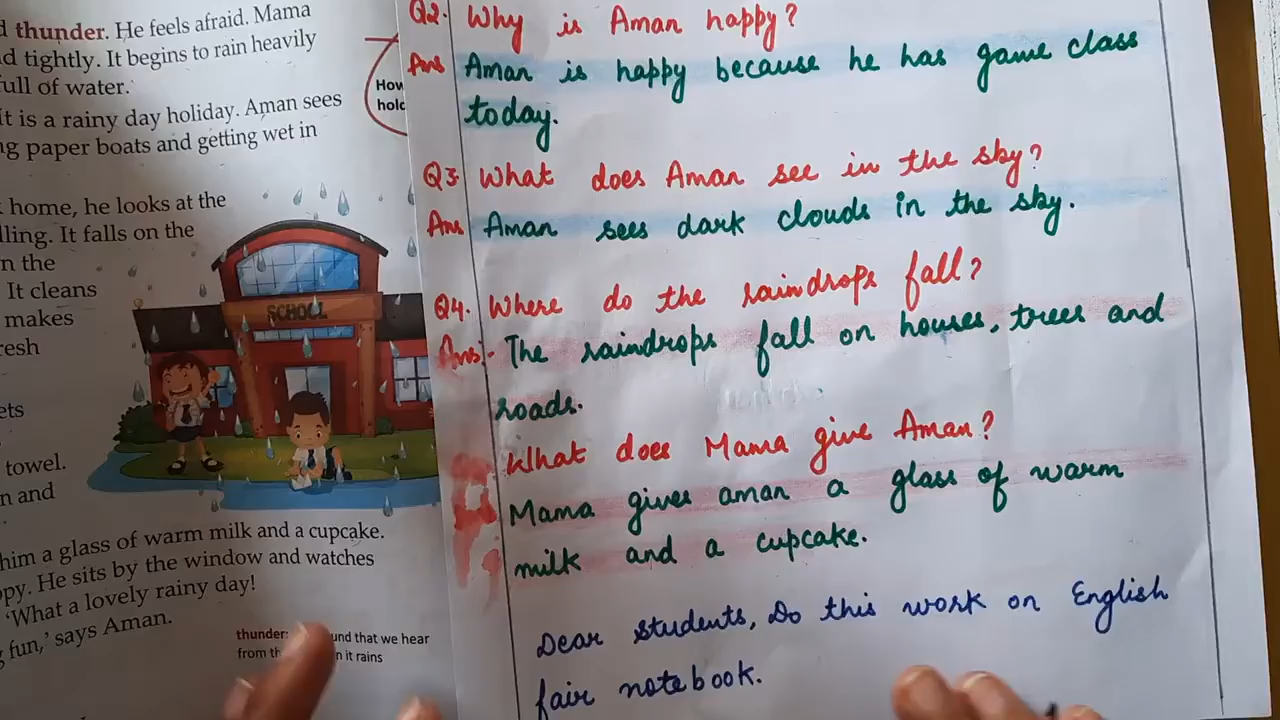 thunder. He feels afraid. Mama
tightly. It begins to rain heavily
full of water.
It is a rainy day holiday. Aman sees
paper boats and getting wet in
home, he looks at the
It falls on the
the
It cleans
makes
towel.
and
him a glass of warm milk and a cupcake.
He sits by the window and watches
'What a lovely rainy day!
fun,' says Aman.
thunder:
that we hear
from
it rains
How
SCHOOL
Q2. Why is Aman happy?
Ans Aman is happy because he has game class
today.
Q3. What does Aman see in the sky?
Ans Aman sees dark clouds in the sky.
Q4. Where do the raindrops fall?
Ans:- The raindrops fall on houses, trees and
roads.
What does Mama give Aman?
Mama gives aman a glass of warm
milk and a cupcake.
Dear students, Do this work on English
fair notebook.